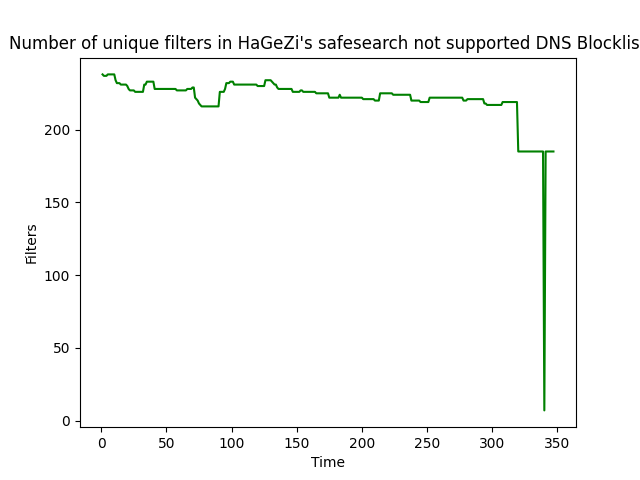 Number of unique filters in HaGeZi's safesearch not supported DNS Blocklis
200
150
100
50
0
Filters
0 50 100 150 200 250 300 350
Time